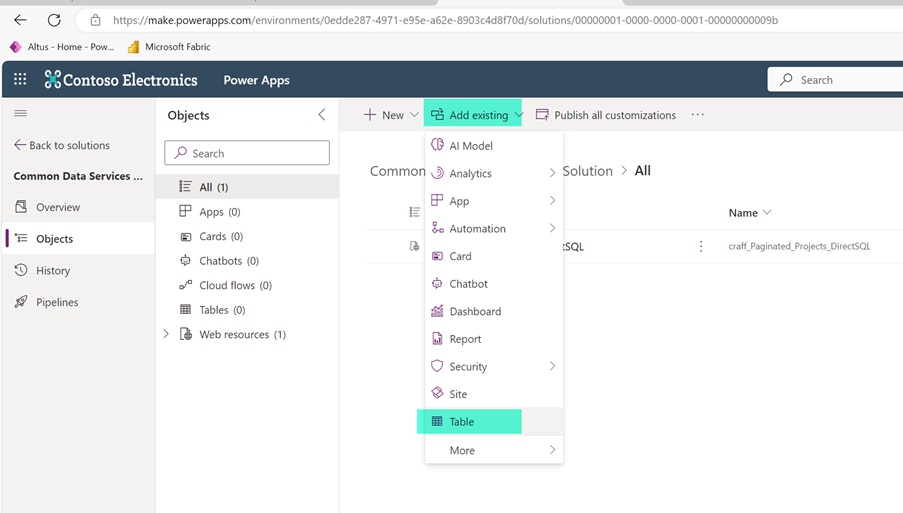 https://make.powerapps.com/environments/0edde287-4971-e95e-a62e-8903c4d8f70d/solutions/00000001-0000-0000-0001-00000000009b
Altus - Home - Pow... Microsoft Fabric
Contoso Electronics Power Apps Search
Objects New Add existing Publish all customizations ...
Back to solutions
Search
Common Data Services ...
Overview
Objects
History
Pipelines
All (1)
Apps (0)
Cards (0)
Chatbots (0)
Cloud flows (0)
Tables (0)
Web resources (1)
AI Model
Analytics
App
Automation
Card
Chatbot
Dashboard
Report
Security
Site
Table
More
Common Solution > All
Name
SQL craff_Paginated_Projects_DirectSQL